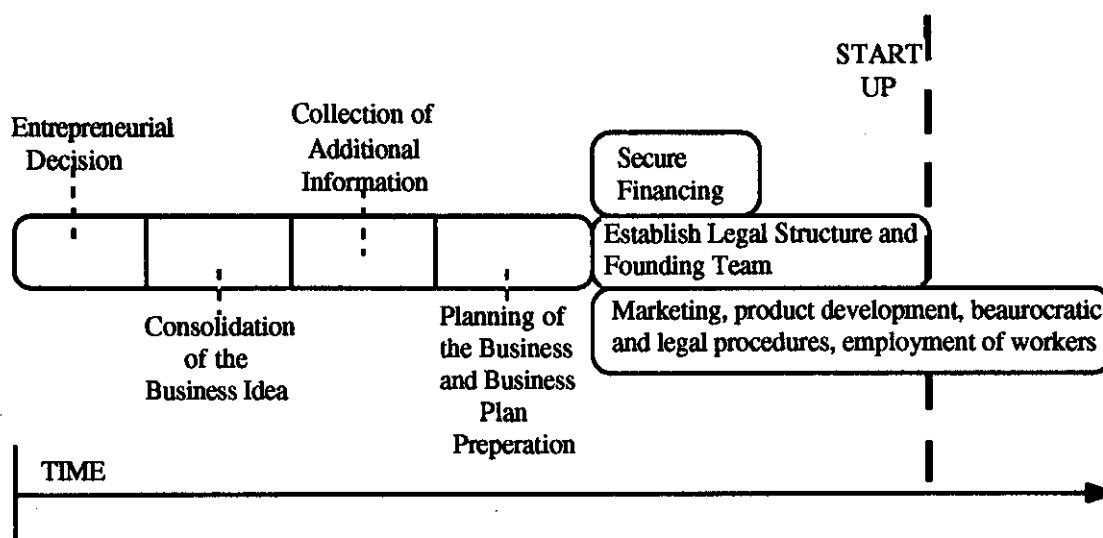 START
UP
Entrepreneurial
Decision
Collection of
Additional
Information
Secure
Financing
Establish Legal Structure and
Founding Team
Marketing, product development, beaurocratic
and legal procedures, employment of workers
Consolidation
of the
Business Idea
Planning of
the Business
and Business
Plan
Preperation
TIME